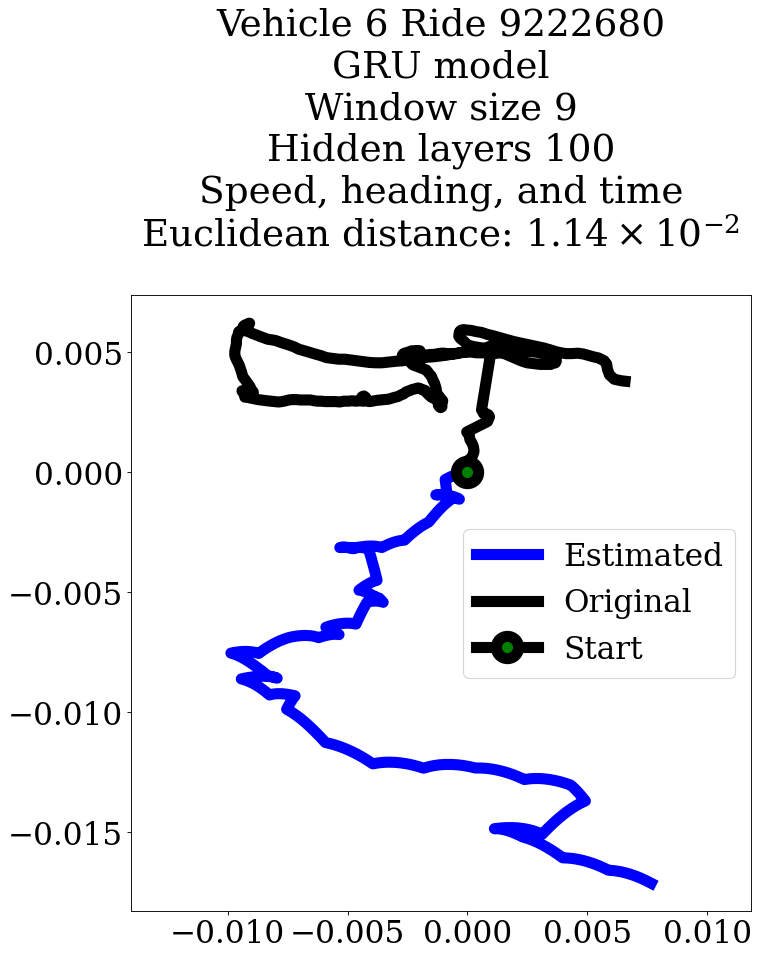 Vehicle 6 Ride 9222680
GRU model
Window size 9
Hidden layers 100
Speed, heading, and time
Euclidean distance: 1.14 × 10⁻²
0.005
0.000
−0.005
−0.010
−0.015
Estimated
Original
Start
−0.010 −0.005 0.000 0.005 0.010